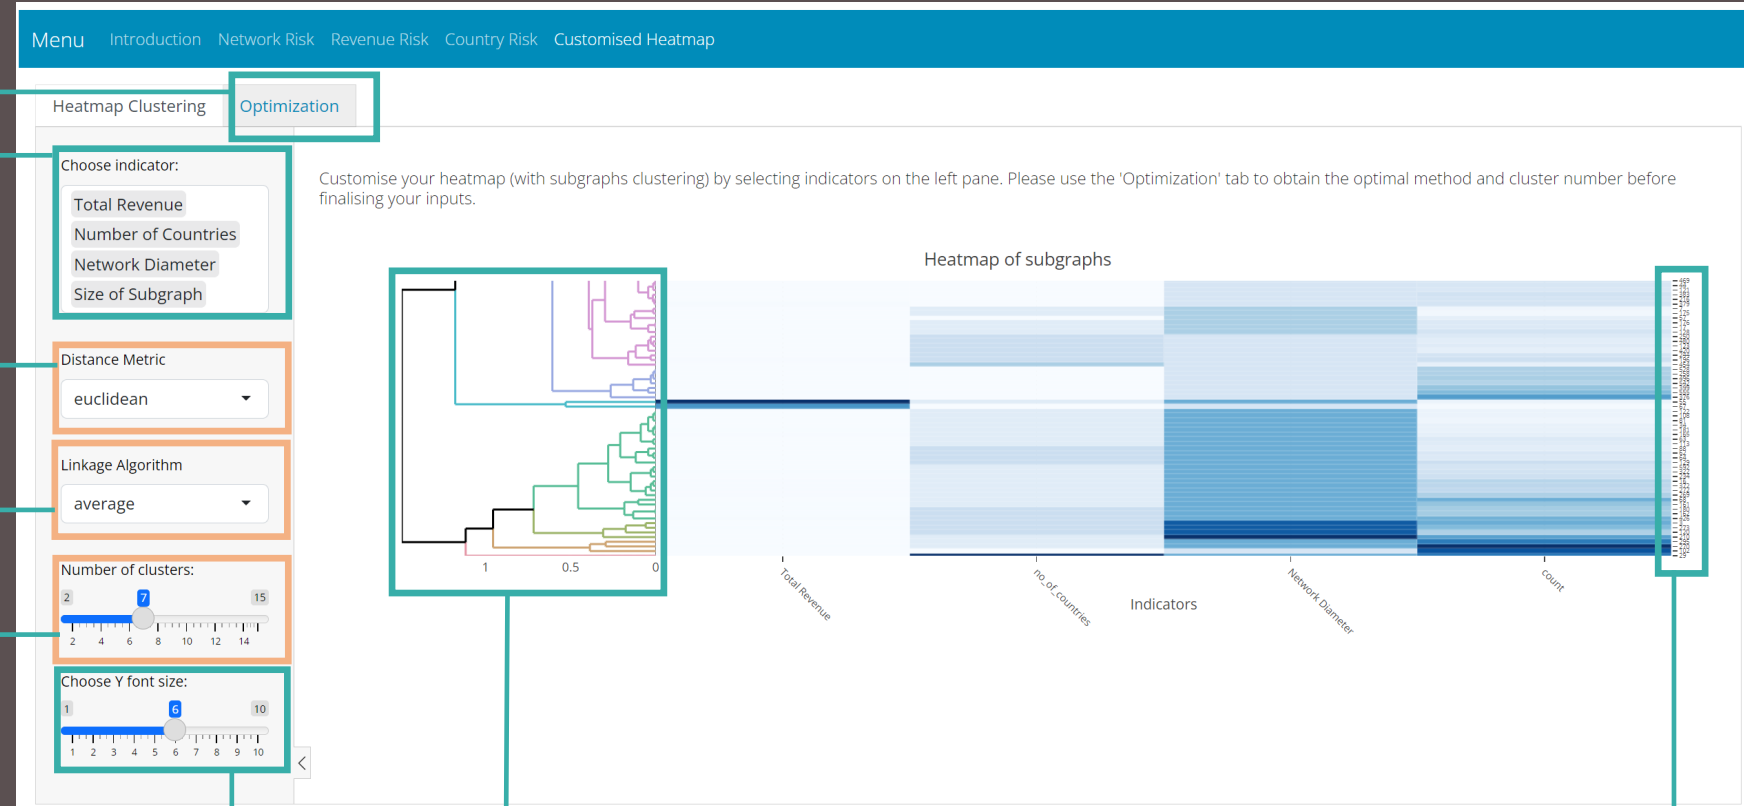 Menu Introduction Network Risk Revenue Risk Country Risk Customised Heatmap
Heatmap Clustering Optimization
Choose indicator:
Total Revenue
Number of Countries
Network Diameter
Size of Subgraph
Distance Metric
euclidean
Linkage Algorithm
average
Number of clusters:
2 7 15
2 4 6 8 10 12 14
Choose Y font size:
1 6 10
1 2 3 4 5 6 7 8 9 10
Customise your heatmap (with subgraphs clustering) by selecting indicators on the left pane. Please use the 'Optimization' tab to obtain the optimal method and cluster number before
finalising your inputs.
Heatmap of subgraphs
1 0.5 0
Total Revenue
no_of_countries
Network Diameter
count
Indicators